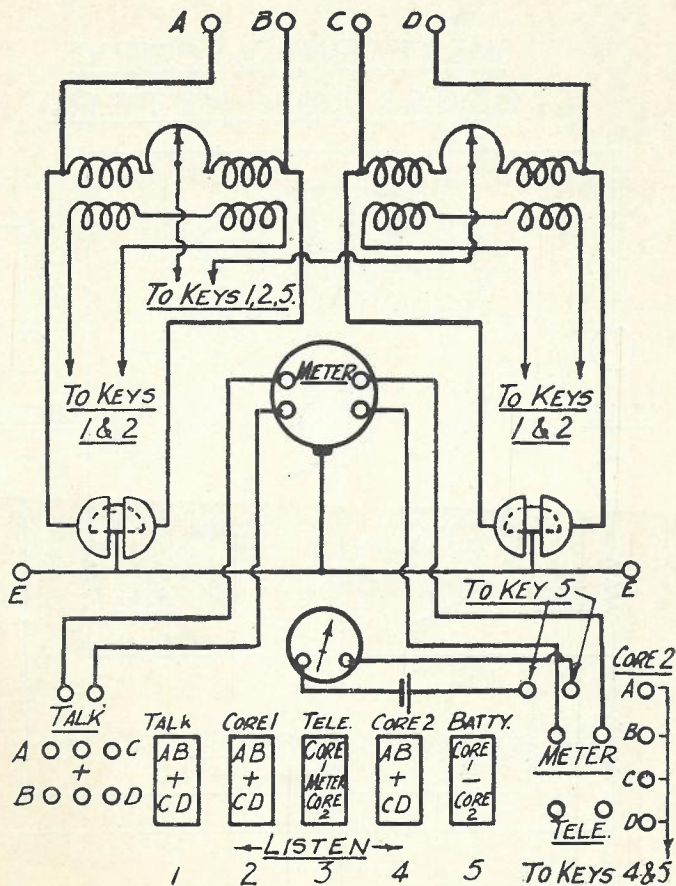 A B C D
TO KEYS 1,2,5.
METER
TO KEYS
1 & 2
TO KEYS
1 & 2
E E
TO KEY 5
CORE 2
TALK
TALK CORE 1 TELE. CORE 2 BATTY.
A C
+
B D
AB
+
CD
AB
+
CD
CORE
1
METER
CORE
2
AB
+
CD
CORE
1
—
CORE
2
METER
TELE.
A
B
C
D
LISTEN
1 2 3 4 5 TO KEYS 4&5